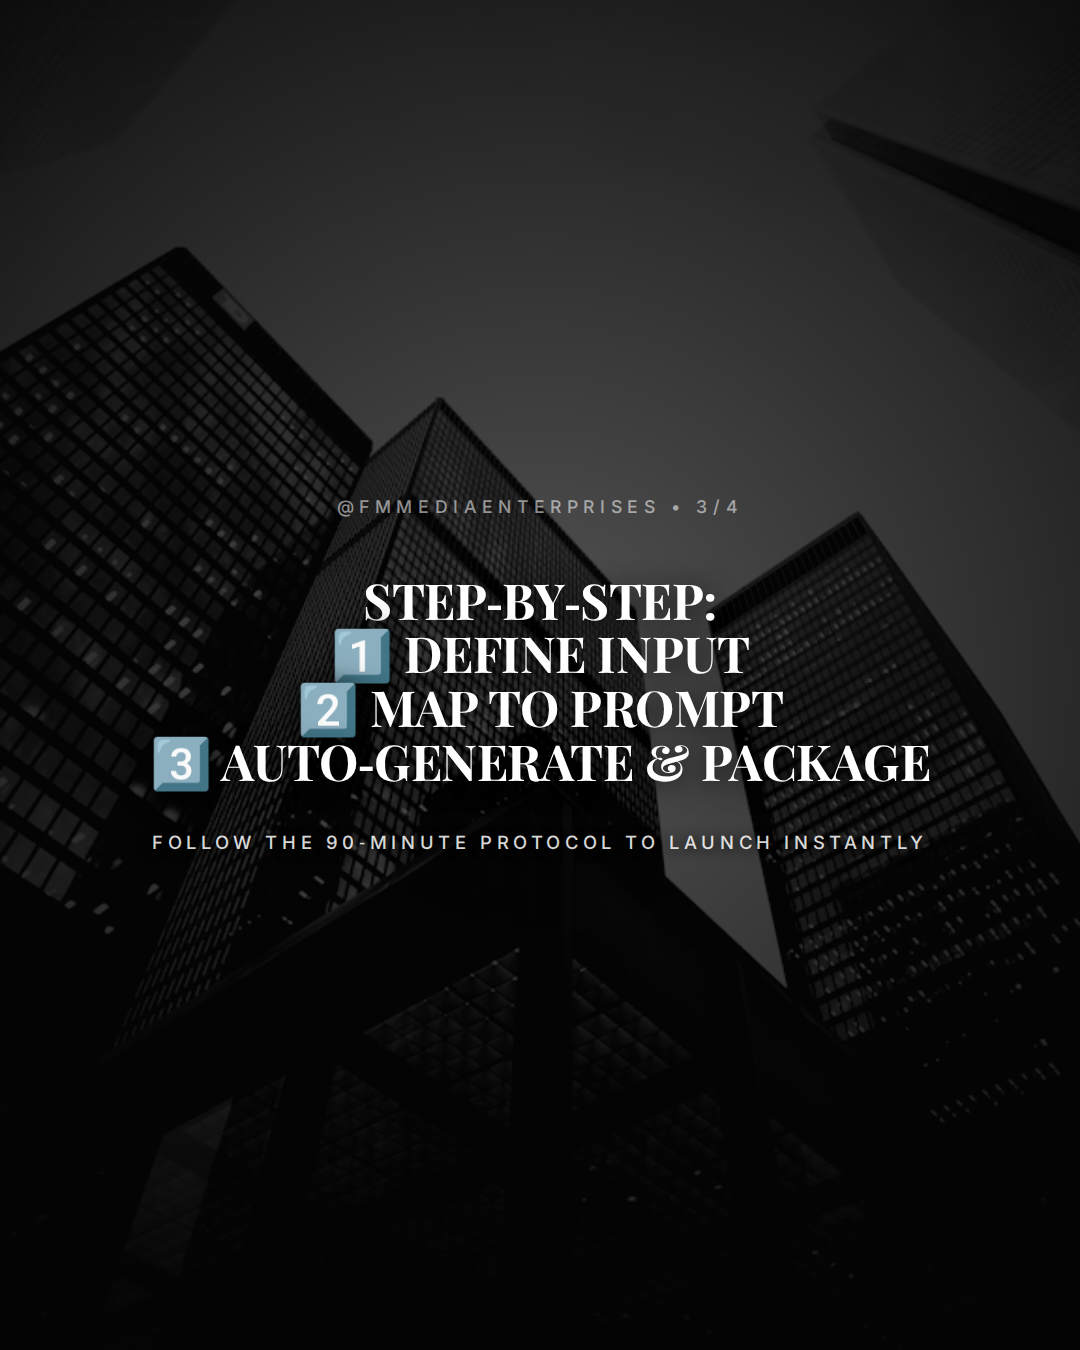 @FMMEDIAENTERPRISES • 3/4
STEP-BY-STEP:
1️⃣ DEFINE INPUT
2️⃣ MAP TO PROMPT
3️⃣ AUTO-GENERATE & PACKAGE
FOLLOW THE 90-MINUTE PROTOCOL TO LAUNCH INSTANTLY